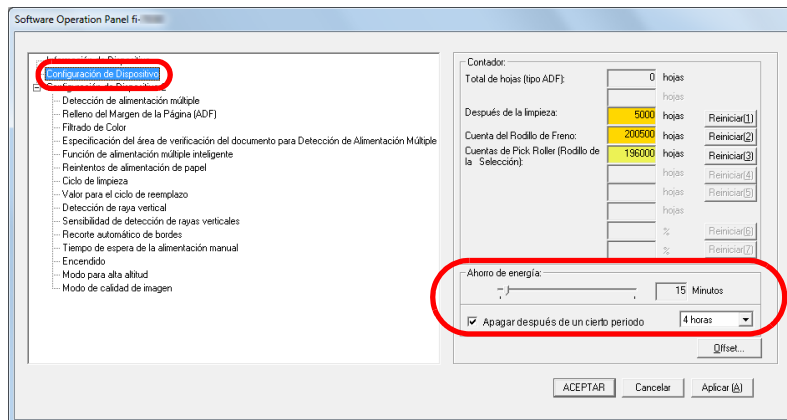 Software Operation Panel fi-
Configuración de Dispositivo
Detección de alimentación múltiple
Relleno del Margen de la Página (ADF)
Filtrado de Color
Especificación del área de verificación del documento para Detección de Alimentación Múltiple
Función de alimentación múltiple inteligente
Reintentos de alimentación de papel
Ciclo de limpieza
Valor para el ciclo de reemplazo
Detección de raya vertical
Sensibilidad de detección de rayas verticales
Recorte automático de bordes
Tiempo de espera de la alimentación manual
Encendido
Modo para alta altitud
Modo de calidad de imagen
Contador:
Total de hojas (tipo ADF): 0 hojas
hojas
Después de la limpieza: 5000 hojas Reiniciar(1)
Cuenta del Rodillo de Freno: 200500 hojas Reiniciar(2)
Cuentas de Pick Roller (Rodillo de la Selección): 196000 hojas Reiniciar(3)
hojas Reiniciar(4)
hojas Reiniciar(5)
hojas
% Reiniciar(6)
% Reiniciar(7)
Ahorro de energía:
15 Minutos
Apagar después de un cierto periodo 4 horas
Offset...
ACEPTAR Cancelar Aplicar (A)